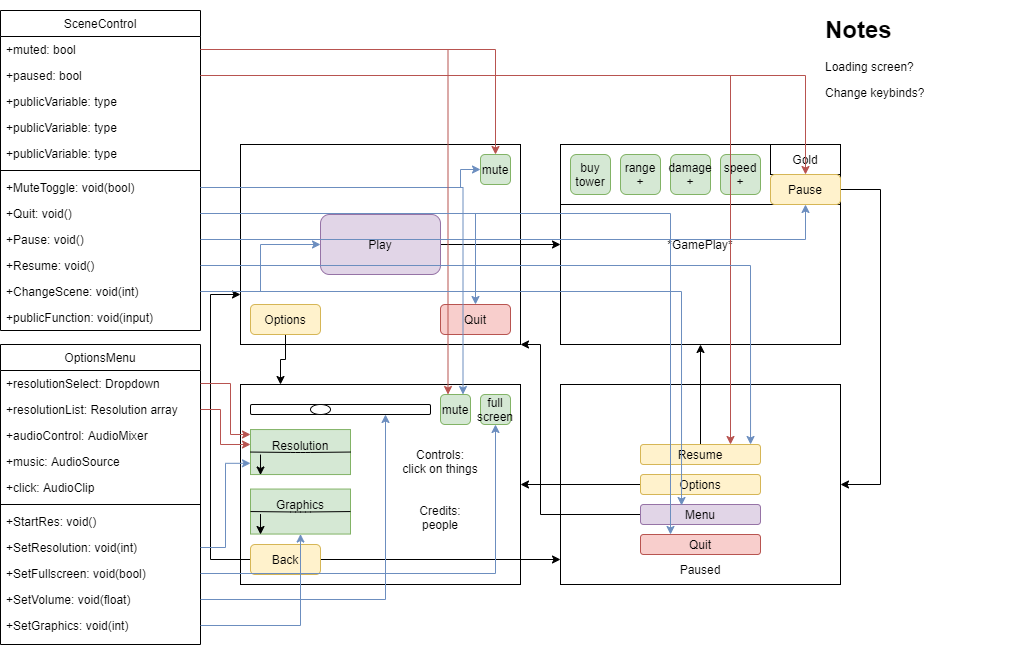 SceneControl
+muted: bool
+paused: bool
+publicVariable: type
+publicVariable: type
+publicVariable: type
+MuteToggle: void(bool)
+Quit: void()
+Pause: void()
+Resume: void()
+ChangeScene: void(int)
+publicFunction: void(input)
OptionsMenu
+resolutionSelect: Dropdown
+resolutionList: Resolution array
+audioControl: AudioMixer
+music: AudioSource
+click: AudioClip
+StartRes: void()
+SetResolution: void(int)
+SetFullscreen: void(bool)
+SetVolume: void(float)
+SetGraphics: void(int)
mute
Play
Options
Quit
buy
tower
range
+
damage
+
speed
+
Gold
Pause
*GamePlay*
mute
full
screen
Resolution
Graphics
Controls:
click on things
Credits:
people
Back
Resume
Options
Menu
Quit
Paused
Notes
Loading screen?
Change keybinds?